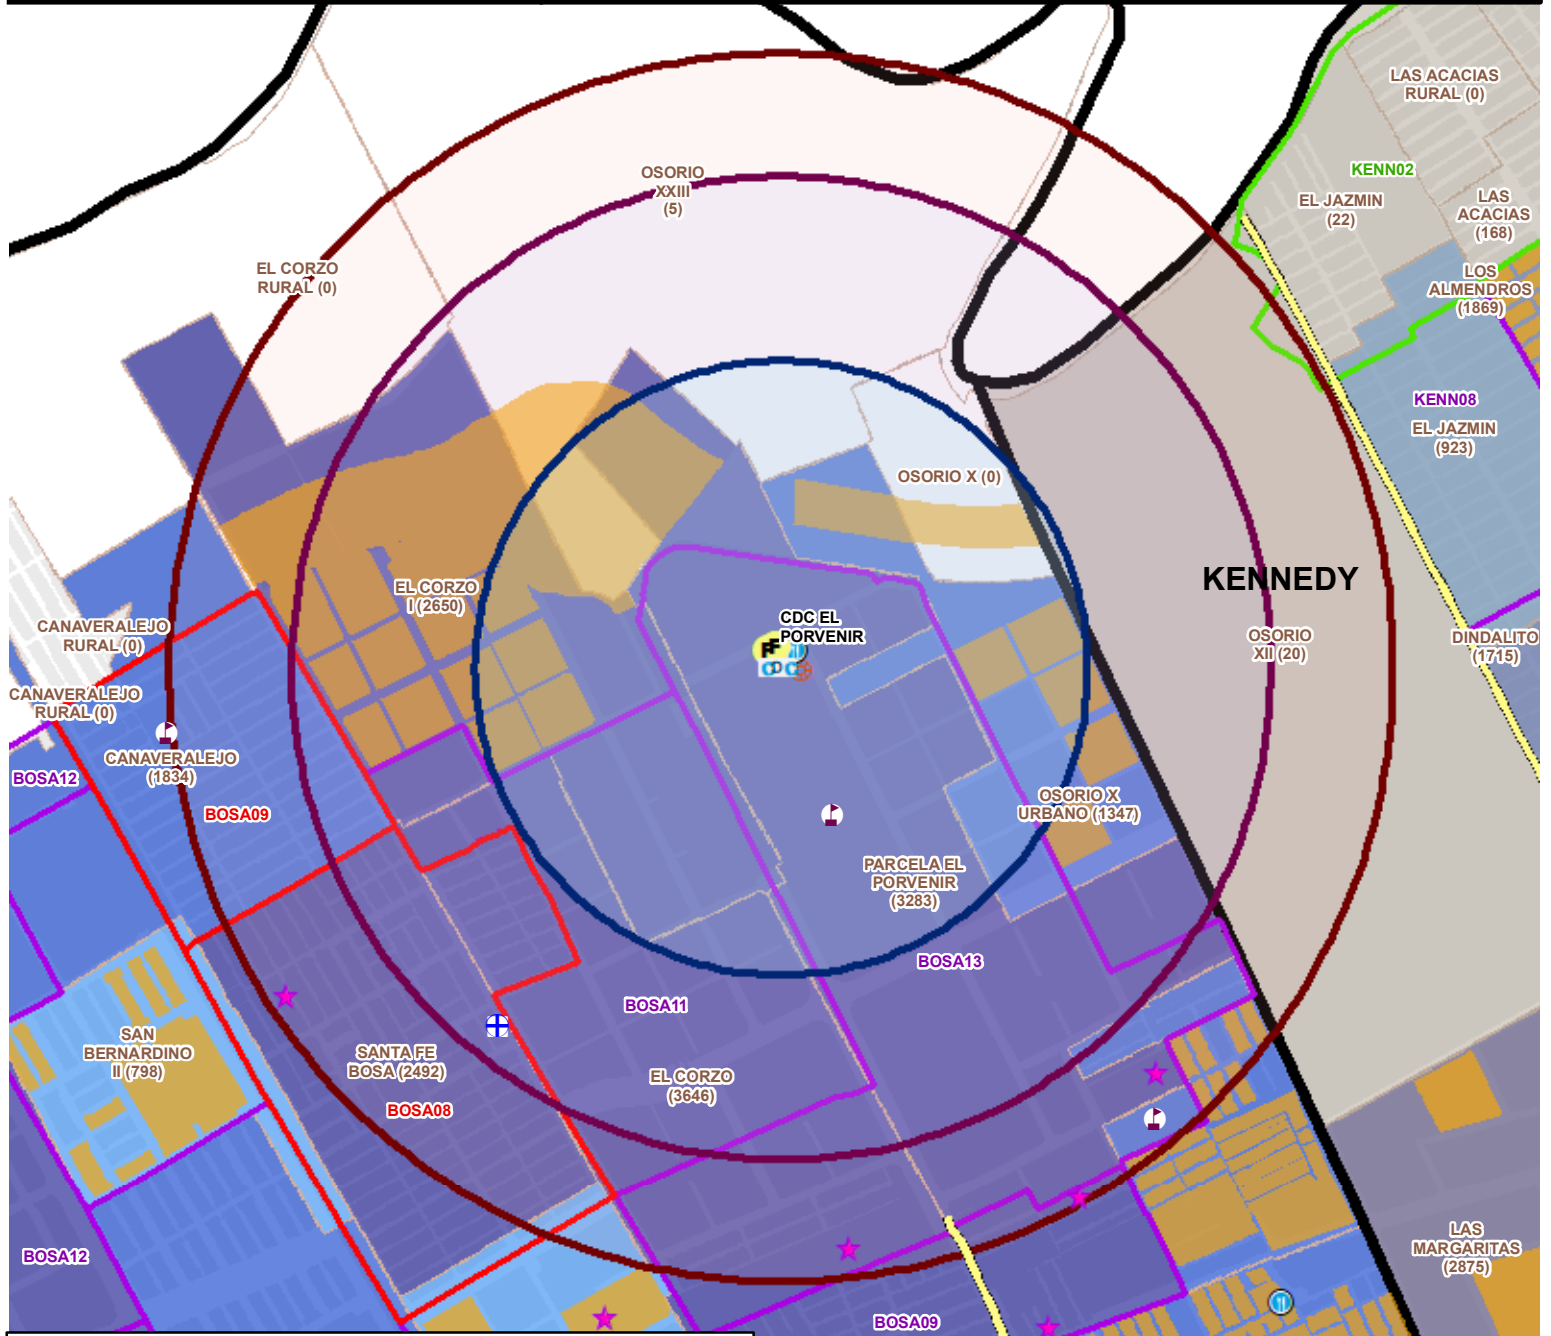 LAS ACACIAS
RURAL (0)
KENN02
OSORIO
XXIII
(5)
EL JAZMIN
(22)
LAS
ACACIAS
(168)
EL CORZO
RURAL (0)
LOS
ALMENDROS
(1869)
KENN08
EL JAZMIN
(923)
OSORIO X (0)
KENNEDY
EL CORZO
I (2650)
CDC EL
PORVENIR
CANAVERALEJO
RURAL (0)
OSORIO
XII (20)
DINDALITO
(1715)
CANAVERALEJO
RURAL (0)
CANAVERALEJO
(1834)
BOSA12
BOSA09
OSORIO X
URBANO (1347)
PARCELA EL
PORVENIR
(3283)
BOSA13
BOSA11
SAN
BERNARDINO
II (798)
SANTA FE
BOSA (2492)
EL CORZO
(3646)
BOSA08
BOSA12
LAS
MARGARITAS
(2875)
BOSA09